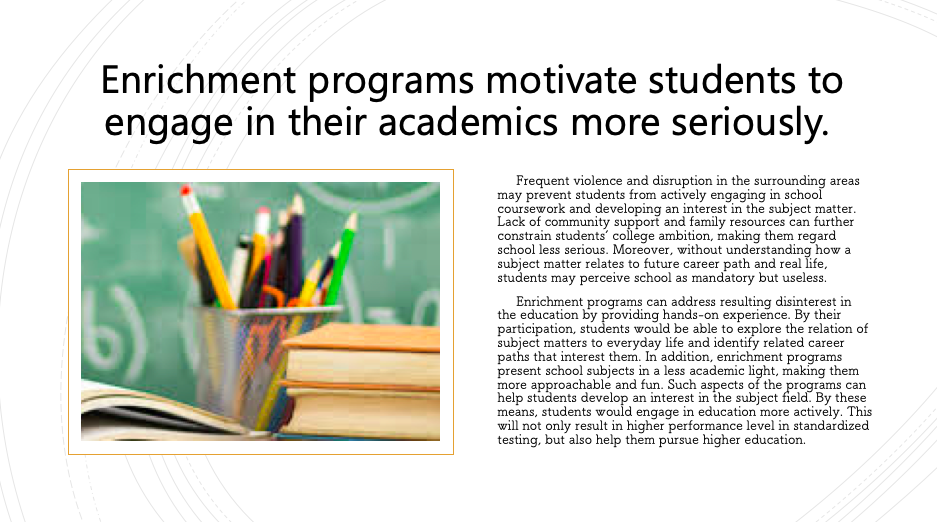 Enrichment programs motivate students to
engage in their academics more seriously.
Frequent violence and disruption in the surrounding areas
may prevent students from actively engaging in school
coursework and developing an interest in the subject matter.
Lack of community support and family resources can further
constrain students’ college ambition, making them regard
school less serious. Moreover, without understanding how a
subject matter relates to future career path and real life,
students may perceive school as mandatory but useless.
Enrichment programs can address resulting disinterest in
the education by providing hands-on experience. By their
participation, students would be able to explore the relation of
subject matters to everyday life and identify related career
paths that interest them. In addition, enrichment programs
present school subjects in a less academic light, making them
more approachable and fun. Such aspects of the programs can
help students develop an interest in the subject field. By these
means, students would engage in education more actively. This
will not only result in higher performance level in standardized
testing, but also help them pursue higher education.